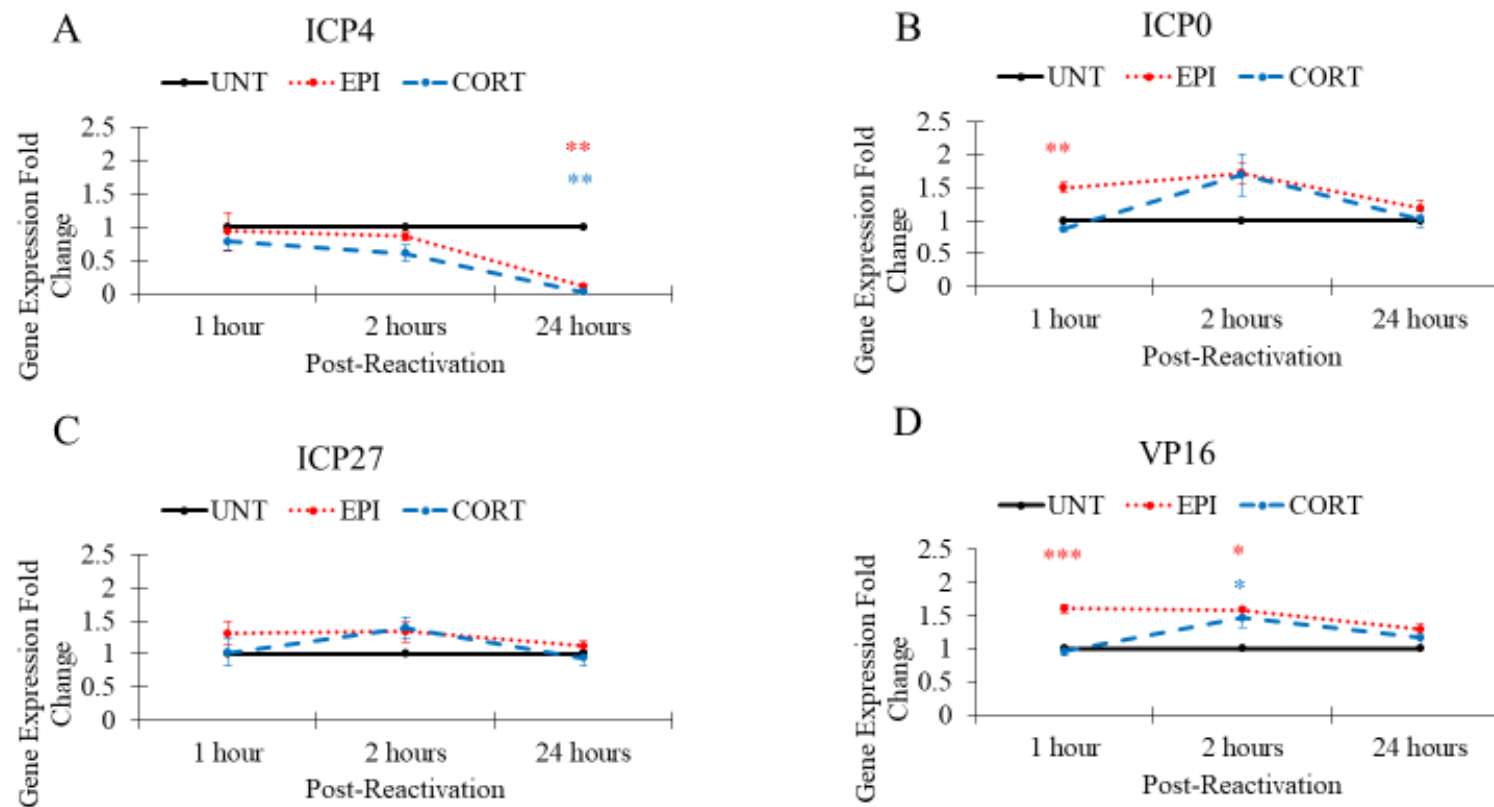 A
ICP4
UNT EPI CORT
Gene Expression Fold
Change
2.5
2
1.5
1
0.5
0
**
**
1 hour 2 hours 24 hours
Post-Reactivation
B
ICP0
UNT EPI CORT
Gene Expression Fold
Change
2.5
2
1.5
1
0.5
0
**
1 hour 2 hours 24 hours
Post-Reactivation
C
ICP27
UNT EPI CORT
Gene Expression Fold
Change
2.5
2
1.5
1
0.5
0
1 hour 2 hours 24 hours
Post-Reactivation
D
VP16
UNT EPI CORT
Gene Expression Fold
Change
2.5
2
1.5
1
0.5
0
*** *
*
1 hour 2 hours 24 hours
Post-Reactivation